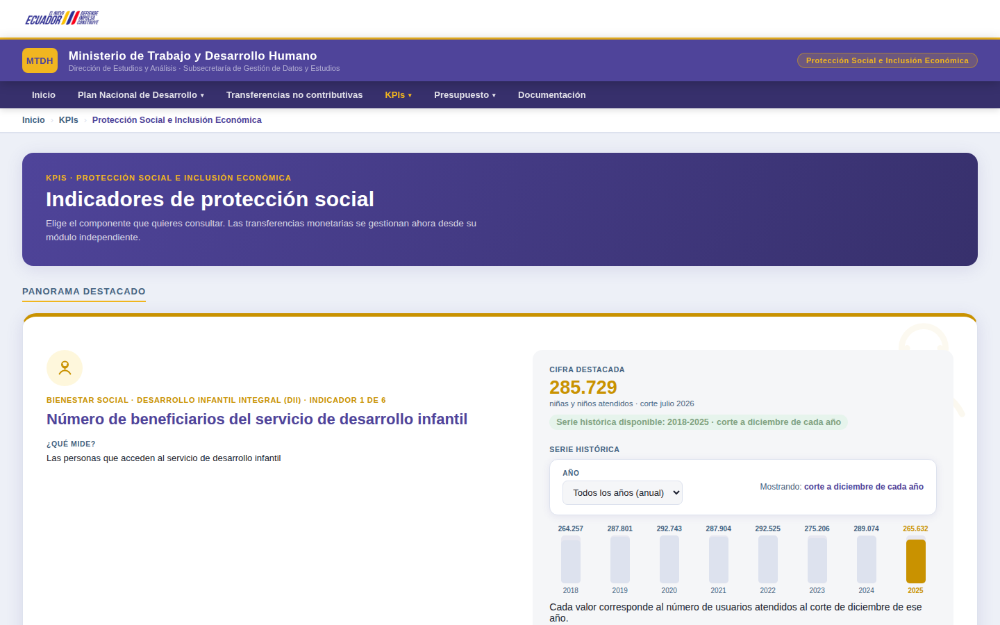 EL NUEVO
ECUADOR
DEFIENDE
IMPULSA
CONSTRUYE
MTDH
Ministerio de Trabajo y Desarrollo Humano
Dirección de Estudios y Análisis · Subsecretaría de Gestión de Datos y Estudios
Protección Social e Inclusión Económica
Inicio
Plan Nacional de Desarrollo ▾
Transferencias no contributivas
KPIs ▾
Presupuesto ▾
Documentación
Inicio › KPIs › Protección Social e Inclusión Económica
KPIS · PROTECCIÓN SOCIAL E INCLUSIÓN ECONÓMICA
Indicadores de protección social
Elige el componente que quieres consultar. Las transferencias monetarias se gestionan ahora desde su
módulo independiente.
PANORAMA DESTACADO
BIENESTAR SOCIAL · DESARROLLO INFANTIL INTEGRAL (DII) · INDICADOR 1 DE 6
Número de beneficiarios del servicio de desarrollo infantil
¿QUÉ MIDE?
Las personas que acceden al servicio de desarrollo infantil
CIFRA DESTACADA
285.729
niñas y niños atendidos · corte julio 2026
Serie histórica disponible: 2018-2025 · corte a diciembre de cada año
SERIE HISTÓRICA
AÑO
Todos los años (anual)
Mostrando: corte a diciembre de cada año
264.257 287.801 292.743 287.904 292.525 275.206 289.074 265.632
2018 2019 2020 2021 2022 2023 2024 2025
Cada valor corresponde al número de usuarios atendidos al corte de diciembre de ese
año.